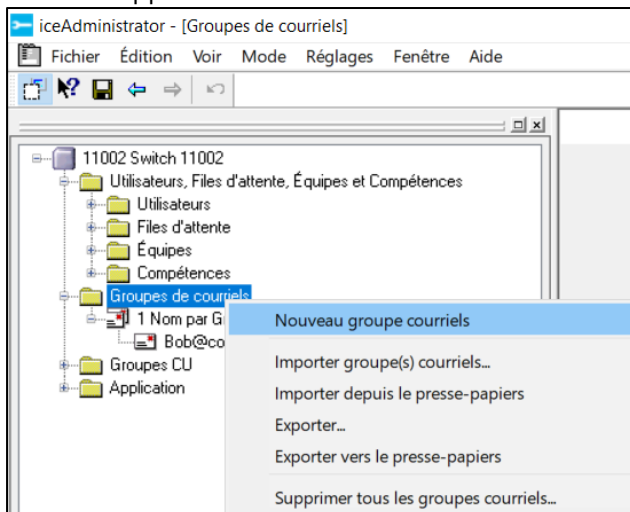 iceAdministrator - [Groupes de courriels]
Fichier Édition Voir Mode Réglages Fenêtre Aide
11002 Switch 11002
Utilisateurs, Files d'attente, Équipes et Compétences
Utilisateurs
Files d'attente
Équipes
Compétences
Groupes de courriels
Nouveau groupe courriels
1 Nom par
Importer groupe(s) courriels...
Groupes CU
Importer depuis le presse-papiers
Application
Exporter...
Exporter vers le presse-papiers
Supprimer tous les groupes courriels...